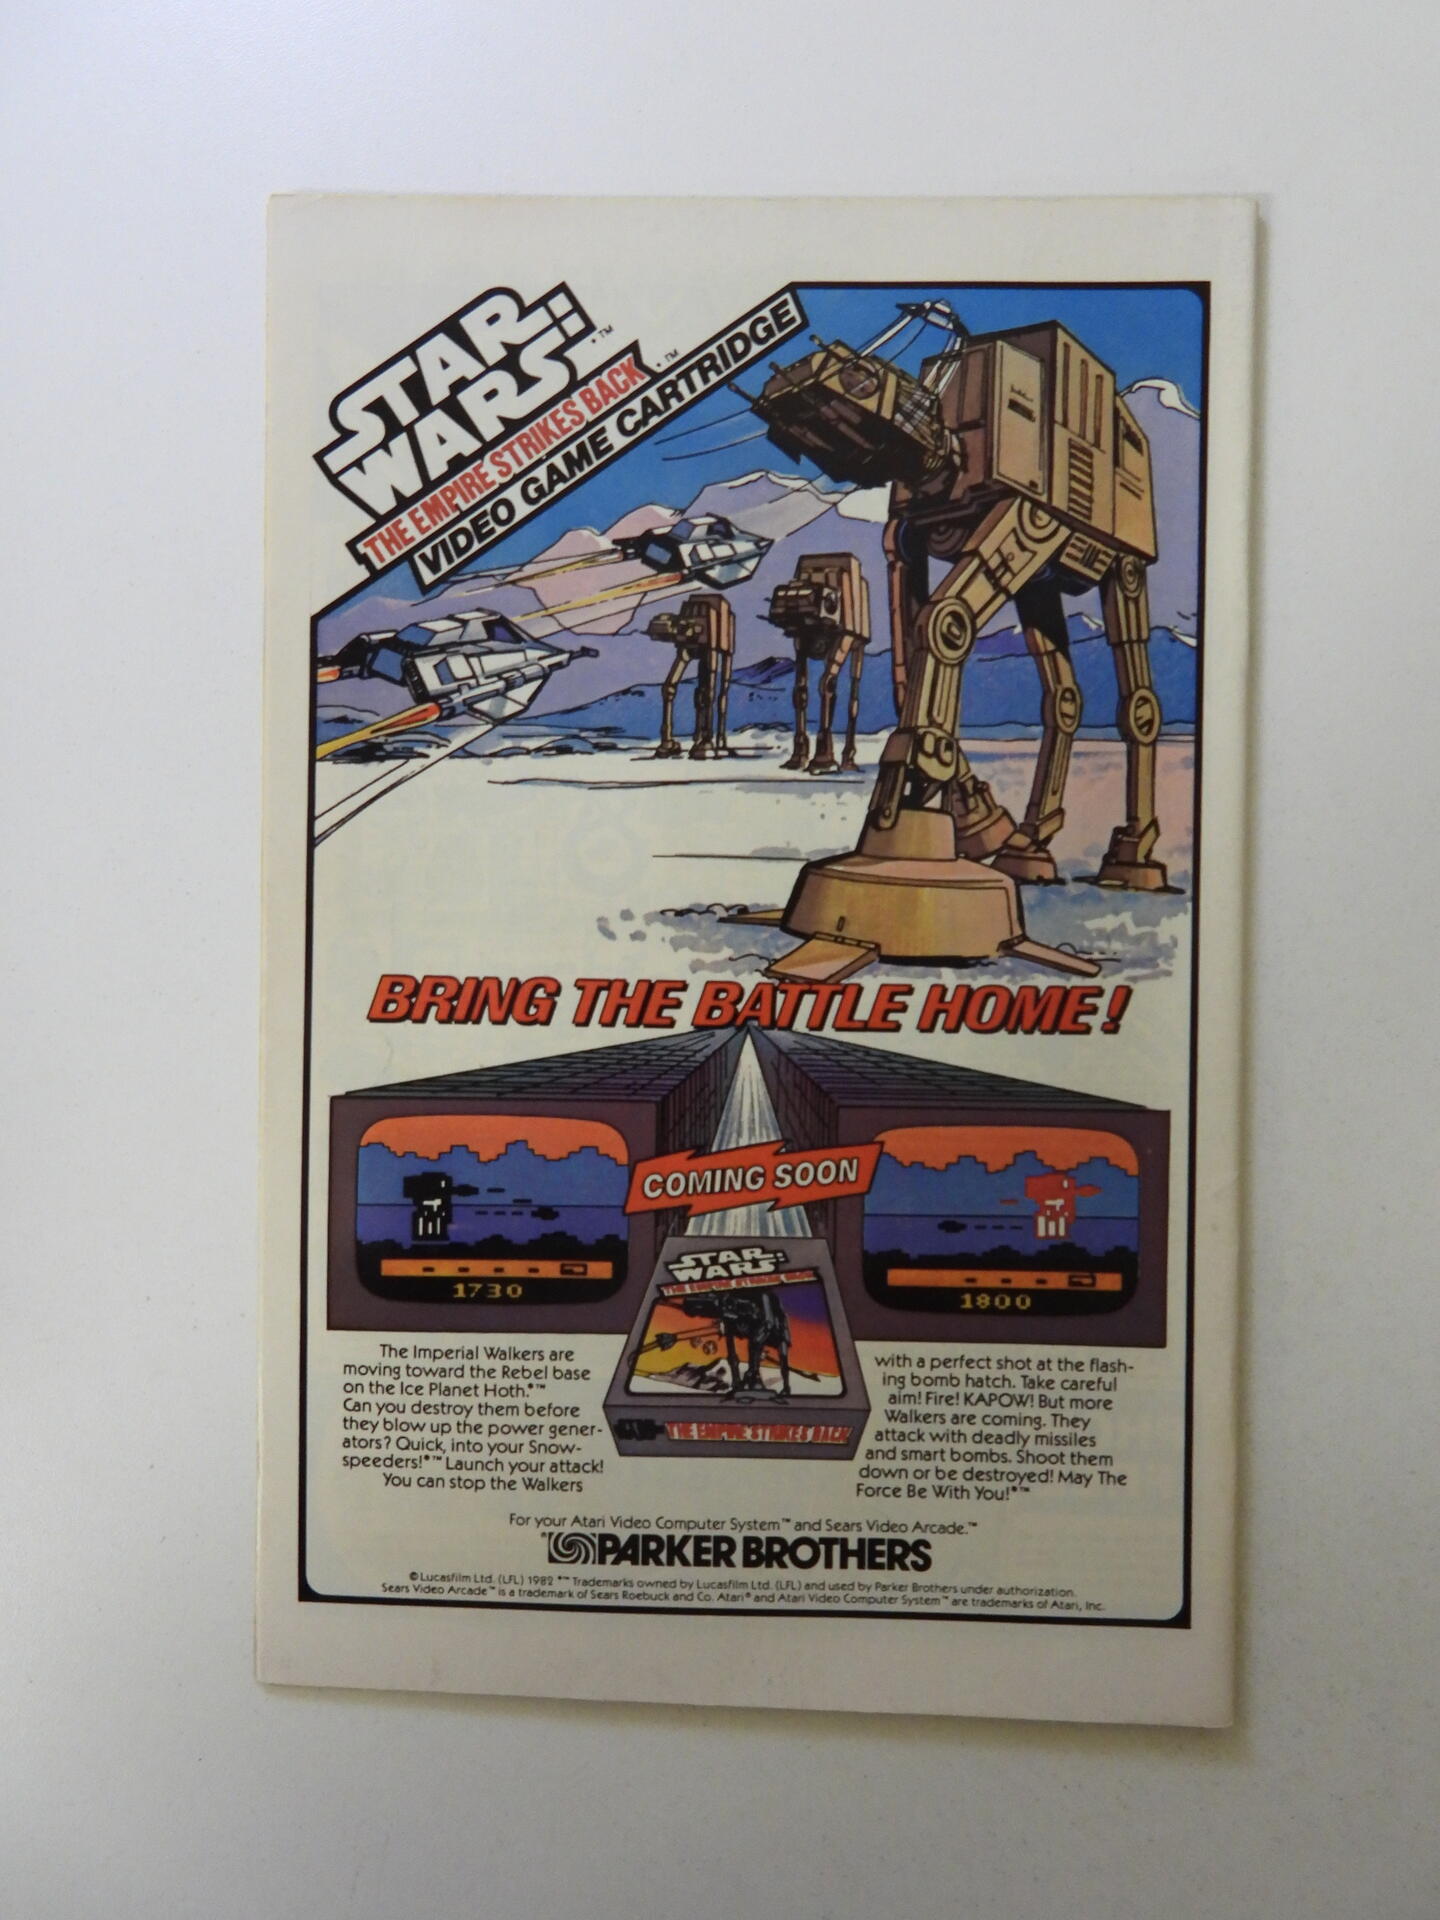 STAR
WARS:•™
THE EMPIRE STRIKES BACK•™
VIDEO GAME CARTRIDGE
BRING THE BATTLE HOME!
COMING SOON
1730
1800
STAR
WARS:
THE EMPIRE STRIKES BACK
THE EMPIRE STRIKES BACK
The Imperial Walkers are
moving toward the Rebel base
on the Ice Planet Hoth.•™
Can you destroy them before
they blow up the power gener-
ators? Quick, into your Snow-
speeders!•™ Launch your attack!
You can stop the Walkers
with a perfect shot at the flash-
ing bomb hatch. Take careful
aim! Fire! KAPOW! But more
Walkers are coming. They
attack with deadly missiles
and smart bombs. Shoot them
down or be destroyed! May The
Force Be With You!•™
For your Atari Video Computer System™ and Sears Video Arcade.™
PARKER BROTHERS
© Lucasfilm Ltd. (LFL) 1982 •™ Trademarks owned by Lucasfilm Ltd. (LFL) and used by Parker Brothers under authorization.
Sears Video Arcade™ is a trademark of Sears Roebuck and Co. Atari® and Atari Video Computer System™ are trademarks of Atari, Inc.